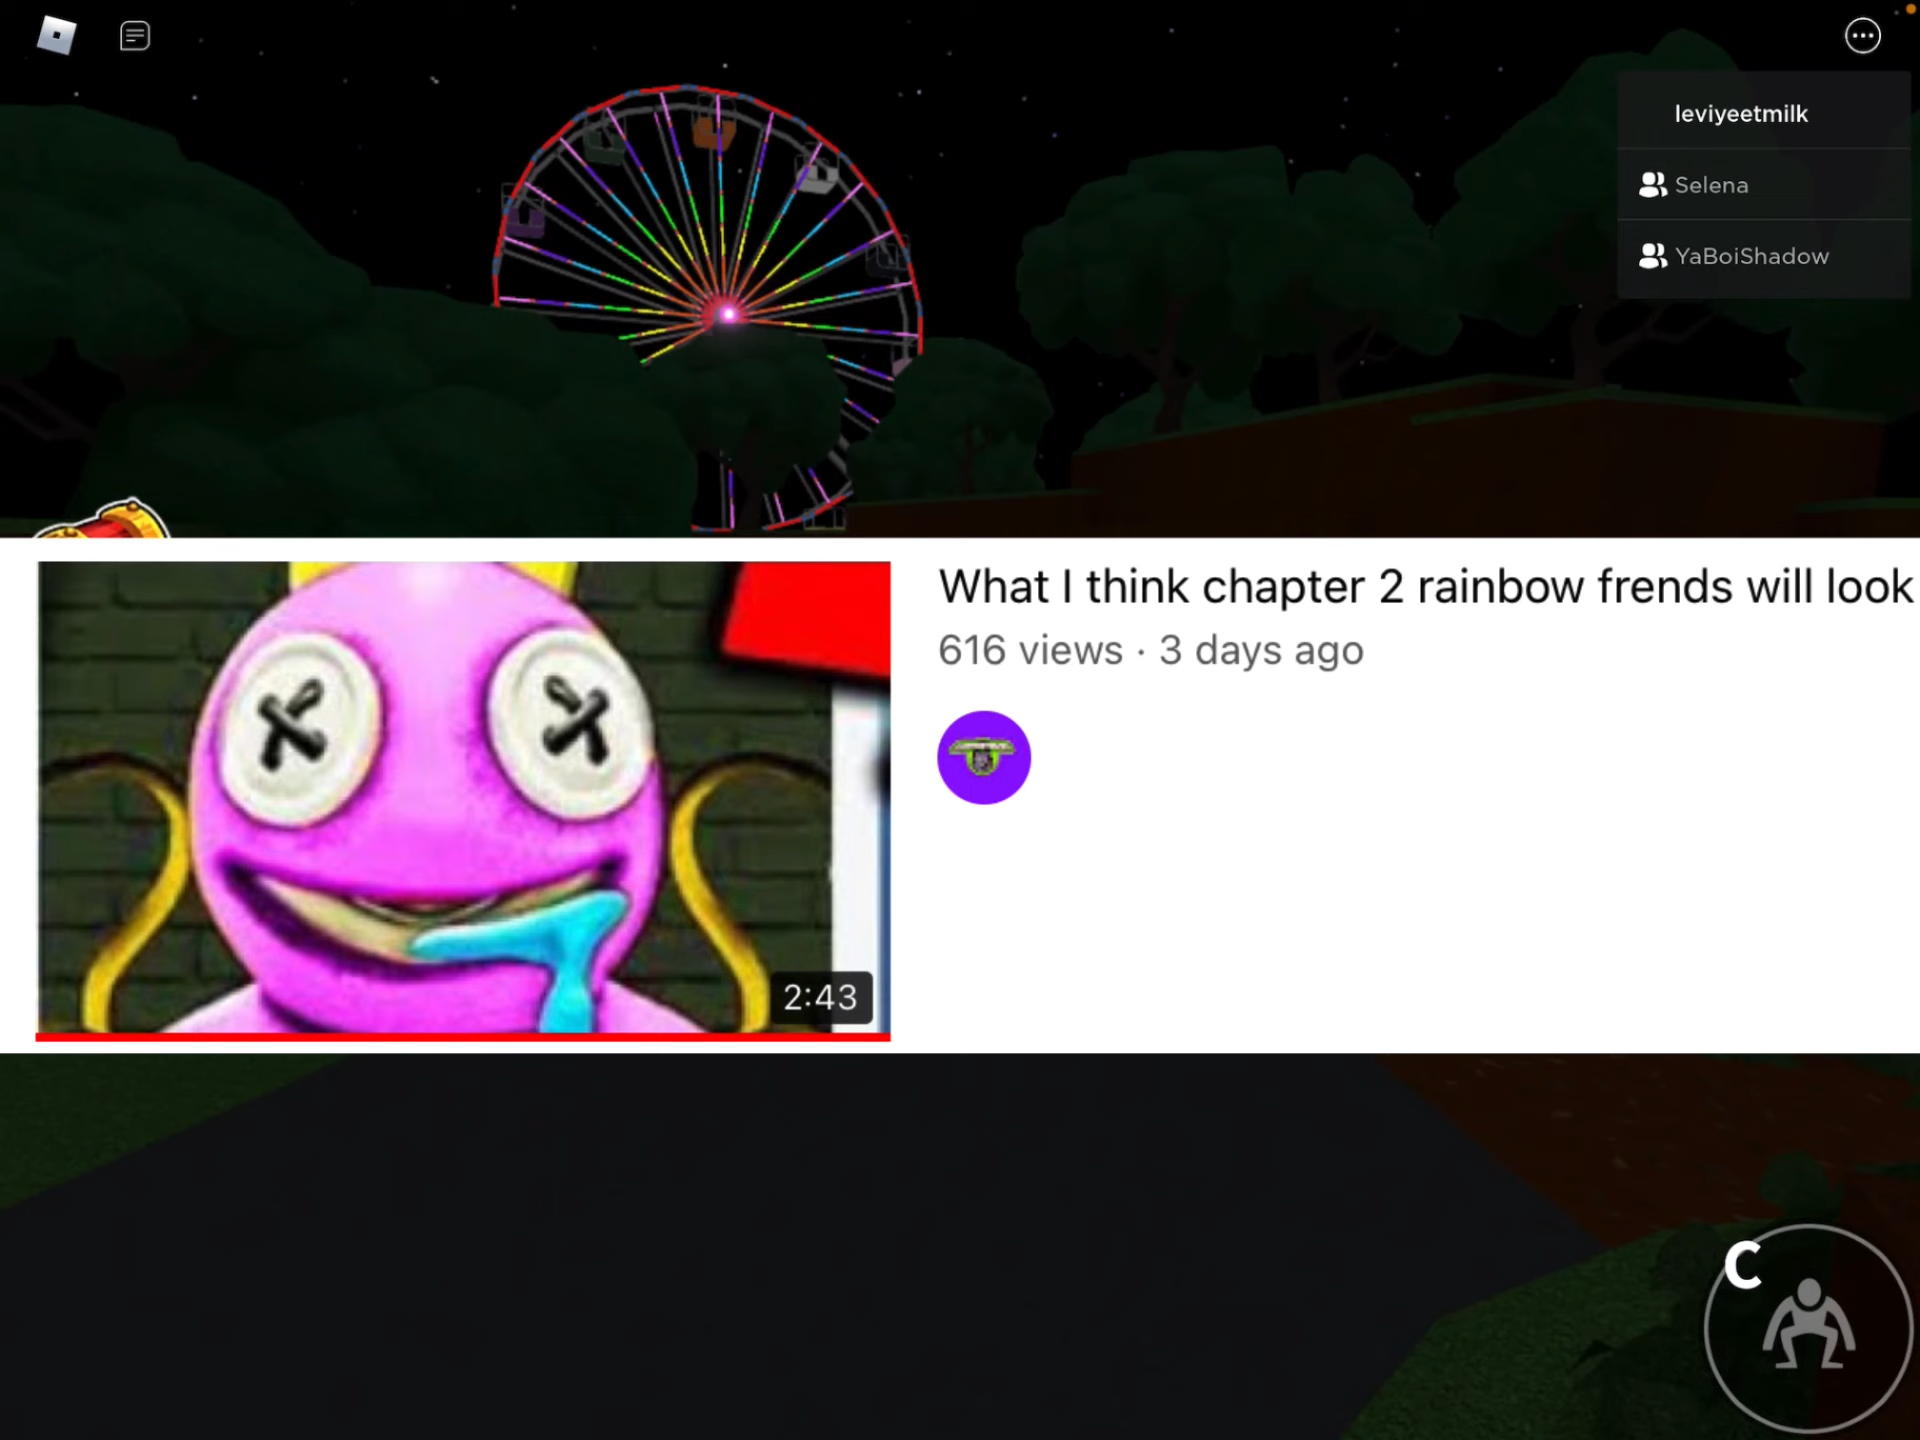 leviyeetmilk
Selena
YaBoiShadow
What I think chapter 2 rainbow frends will look
616 views · 3 days ago
2:43
C